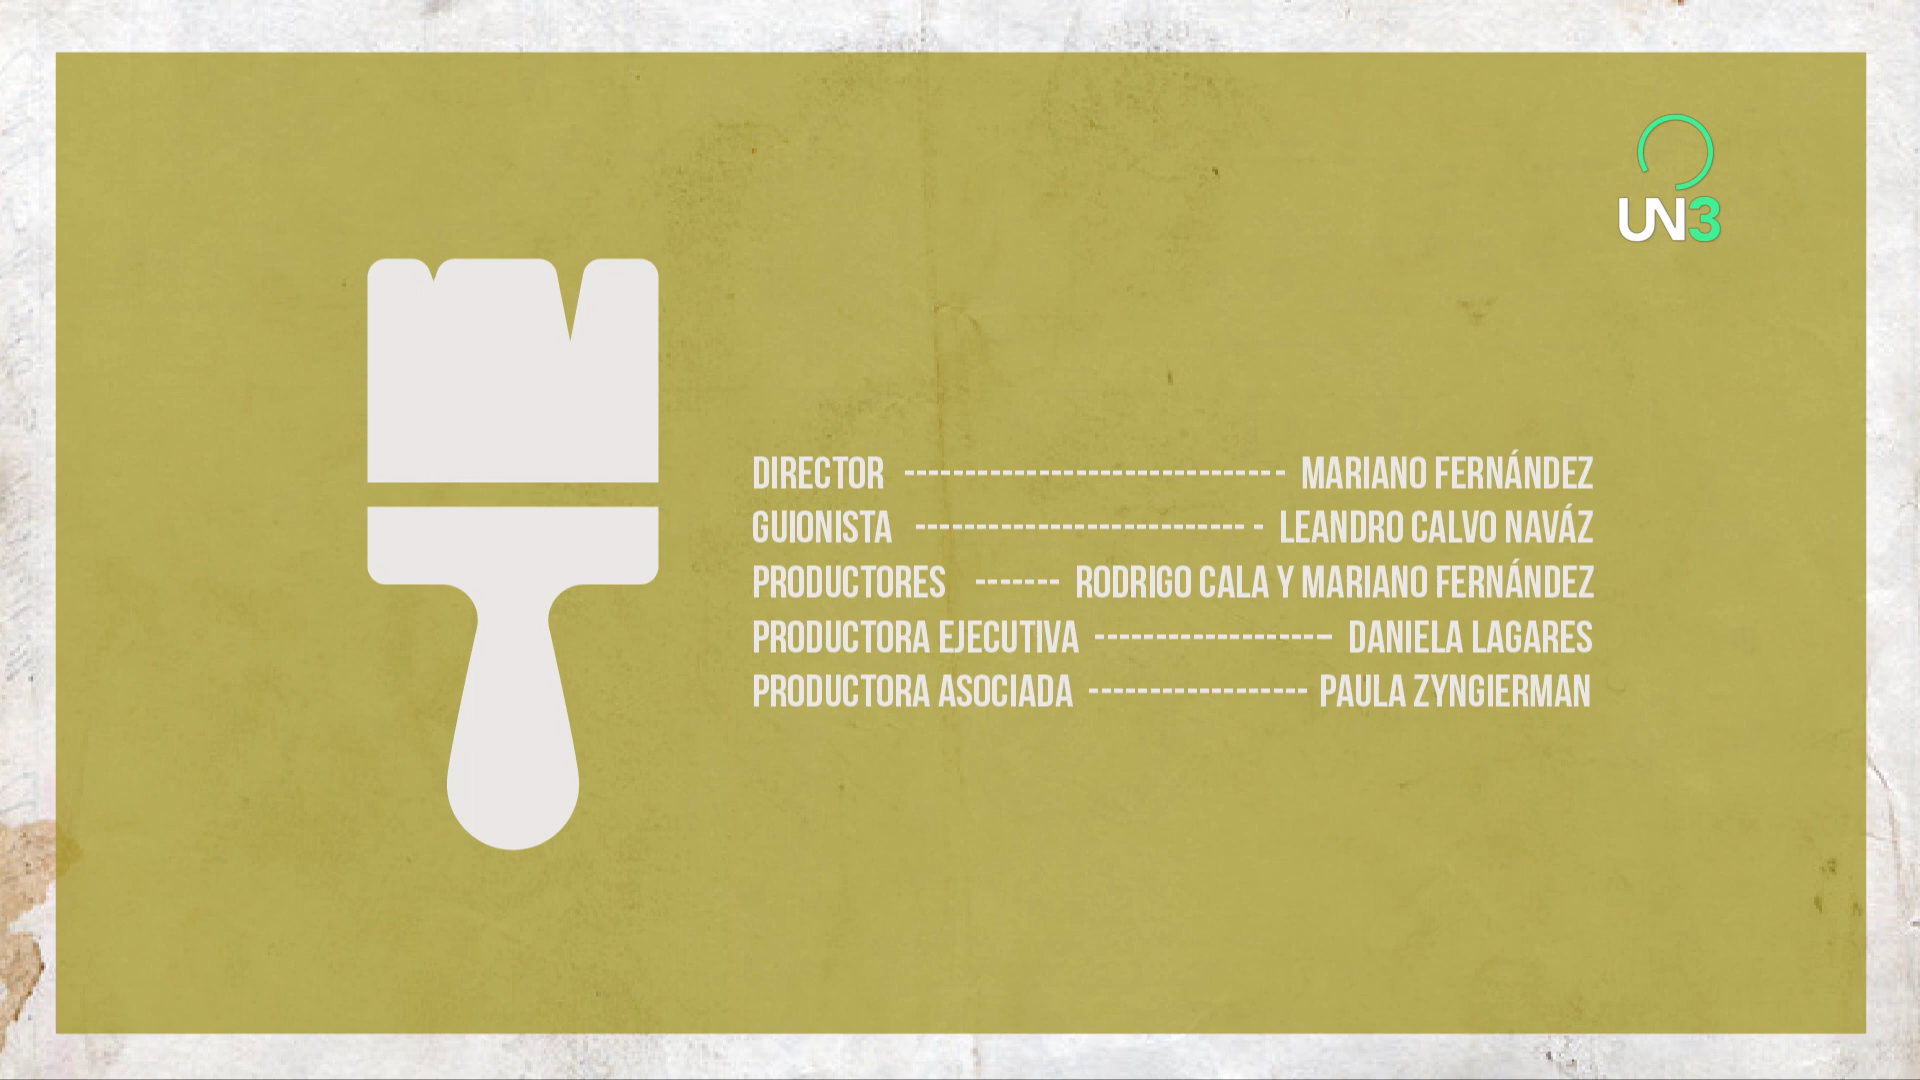 UN3
DIRECTOR ------------------------------- MARIANO FERNÁNDEZ
GUIONISTA --------------------------- - LEANDRO CALVO NAVÁZ
PRODUCTORES ------- RODRIGO CALA Y MARIANO FERNÁNDEZ
PRODUCTORA EJECUTIVA ------------------- DANIELA LAGARES
PRODUCTORA ASOCIADA ------------------ PAULA ZYNGIERMAN